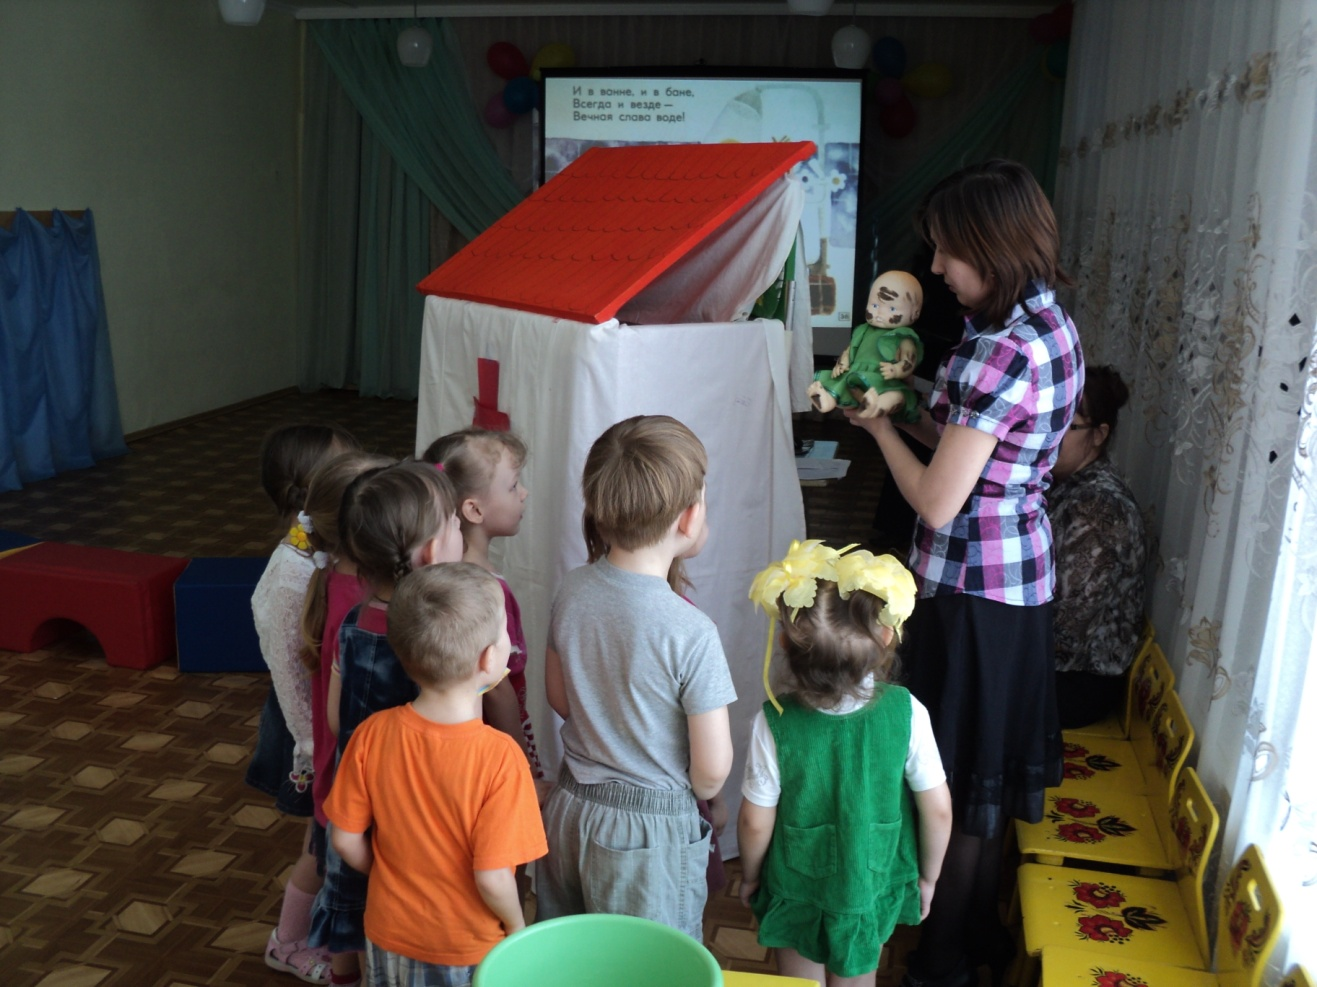 И в ванне, и в бане,
Всегда и везде —
Вечная слава воде!